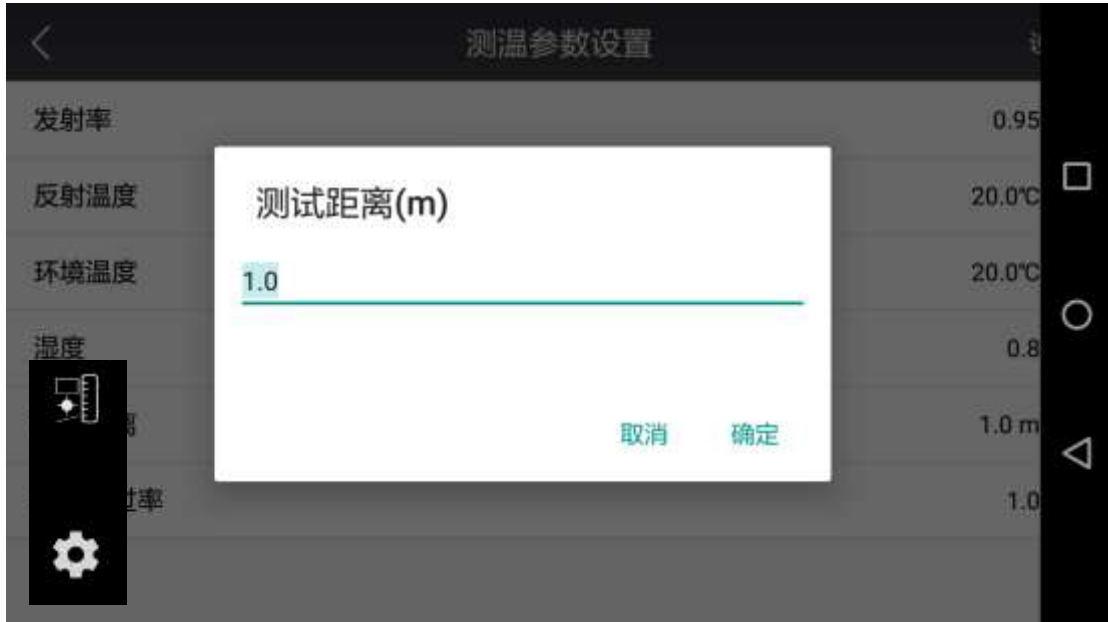 测温参数设置
发射率 0.95
反射温度 20.0℃
测试距离(m)
环境温度 20.0℃
1.0
湿度 0.8
1.0 m
取消 确定
率 1.0